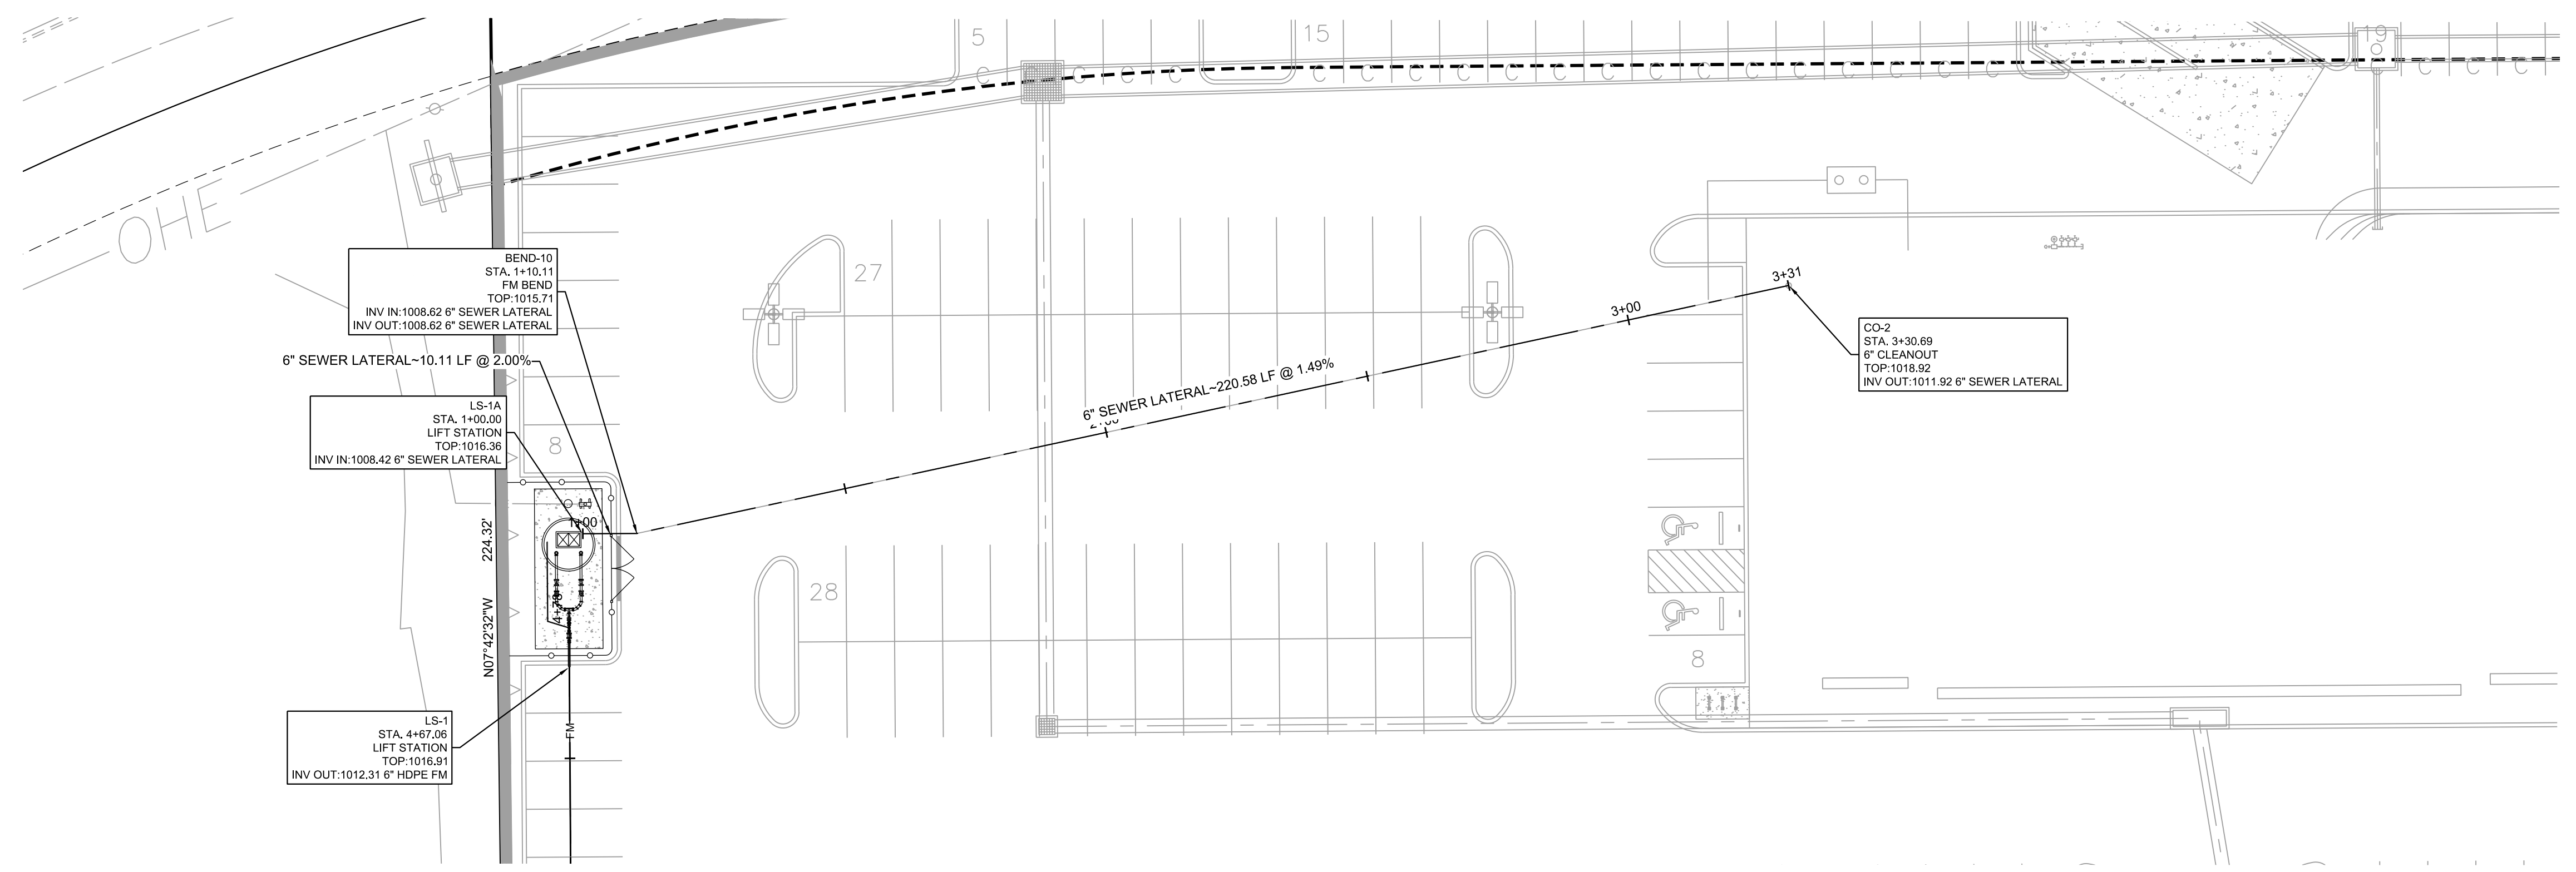 5
15
19
C C C C C C C C C C C C C C C C C C C C C C
OHE
BEND-10
STA. 1+10.11
FM BEND
TOP:1015.71
INV IN:1008.62 6" SEWER LATERAL
INV OUT:1008.62 6" SEWER LATERAL
27
3+31
3+00
CO-2
STA. 3+30.69
6" CLEANOUT
TOP:1018.92
INV OUT:1011.92 6" SEWER LATERAL
6" SEWER LATERAL~10.11 LF @ 2.00%
6" SEWER LATERAL~220.58 LF @ 1.49%
LS-1A
STA. 1+00.00
LIFT STATION
TOP:1016.36
INV IN:1008.42 6" SEWER LATERAL
8
1+00
224.32'
N07°42'32"W
28
8
LS-1
STA. 4+67.06
LIFT STATION
TOP:1016.91
INV OUT:1012.31 6" HDPE FM
FM